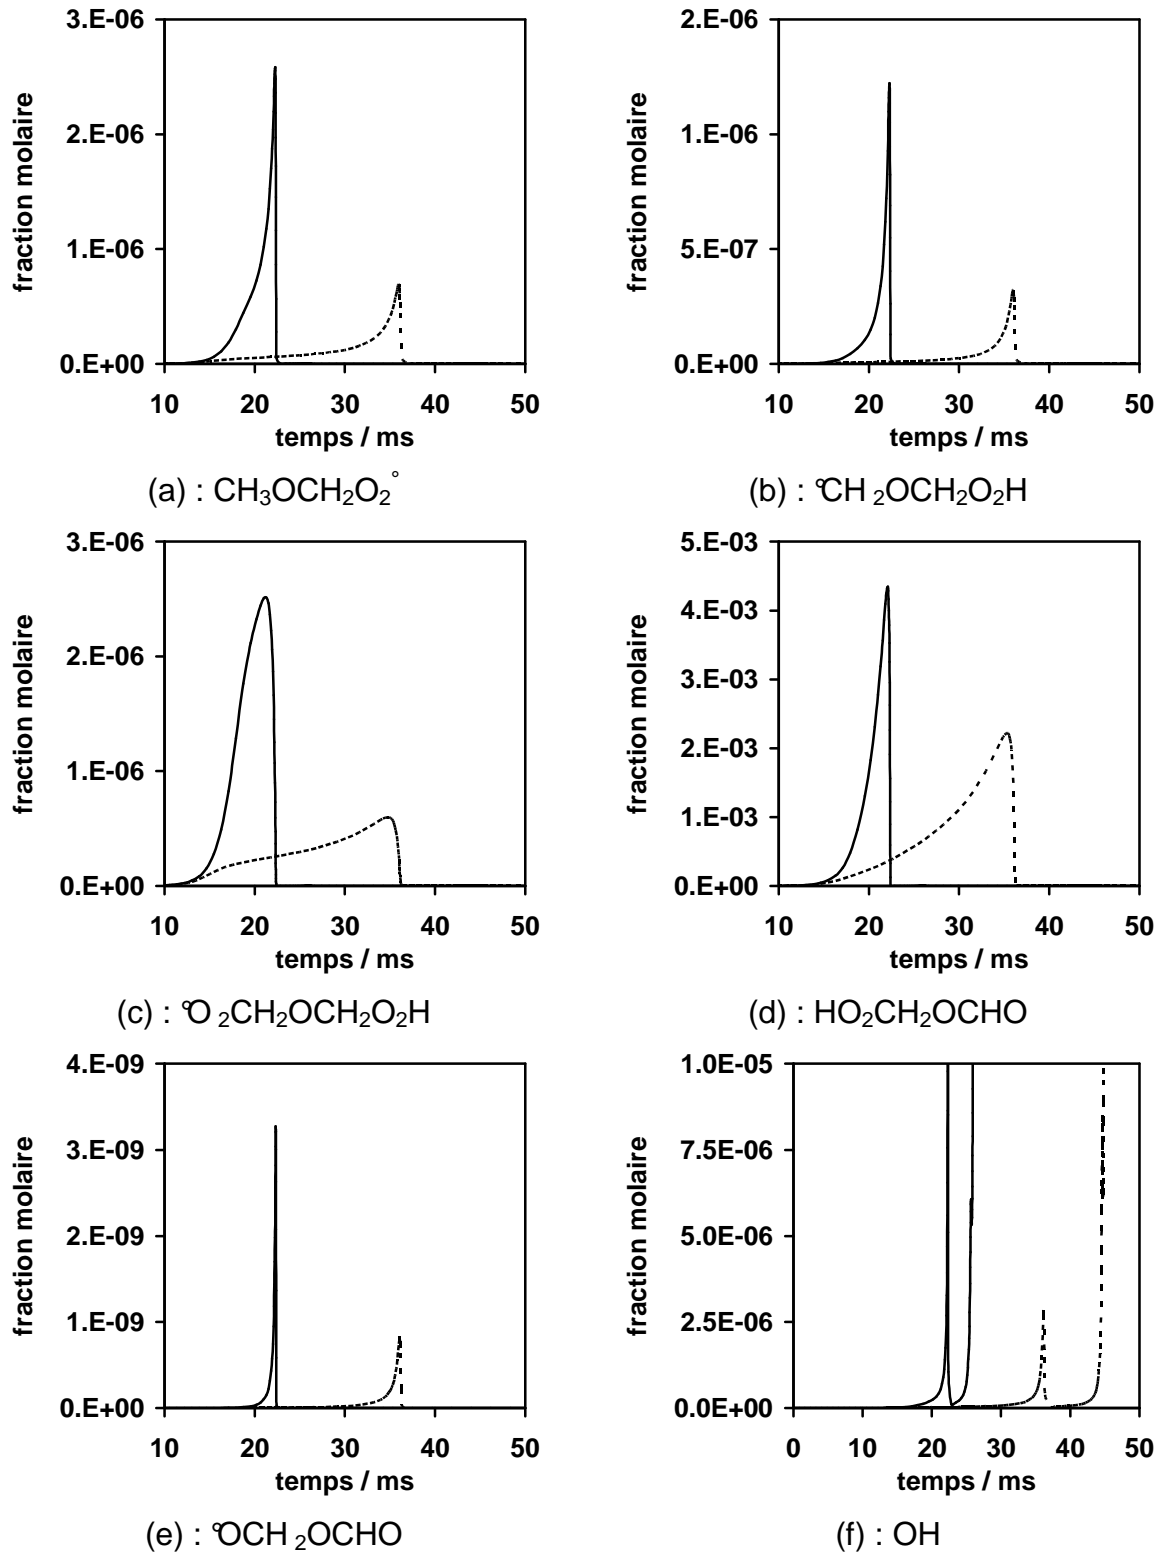 3.E-06
2.E-06
1.E-06
0.E+00
fraction molaire
10 20 30 40 50
temps / ms
(a) : CH₃OCH₂O₂°
2.E-06
1.E-06
5.E-07
0.E+00
fraction molaire
10 20 30 40 50
temps / ms
(b) : °CH₂OCH₂O₂H
3.E-06
2.E-06
1.E-06
0.E+00
fraction molaire
10 20 30 40 50
temps / ms
(c) : °O₂CH₂OCH₂O₂H
5.E-03
4.E-03
3.E-03
2.E-03
1.E-03
0.E+00
fraction molaire
10 20 30 40 50
temps / ms
(d) : HO₂CH₂OCHO
4.E-09
3.E-09
2.E-09
1.E-09
0.E+00
fraction molaire
10 20 30 40 50
temps / ms
(e) : °OCH₂OCHO
1.0E-05
7.5E-06
5.0E-06
2.5E-06
0.0E+00
fraction molaire
0 10 20 30 40 50
temps / ms
(f) : OH